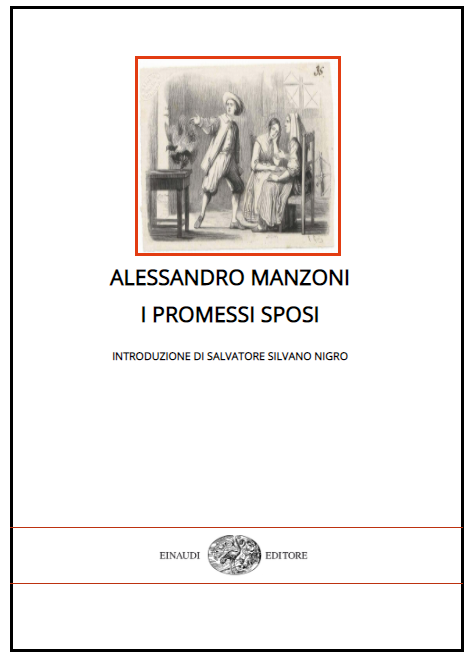 ALESSANDRO MANZONI
I PROMESSI SPOSI
INTRODUZIONE DI SALVATORE SILVANO NIGRO
EINAUDI EDITORE